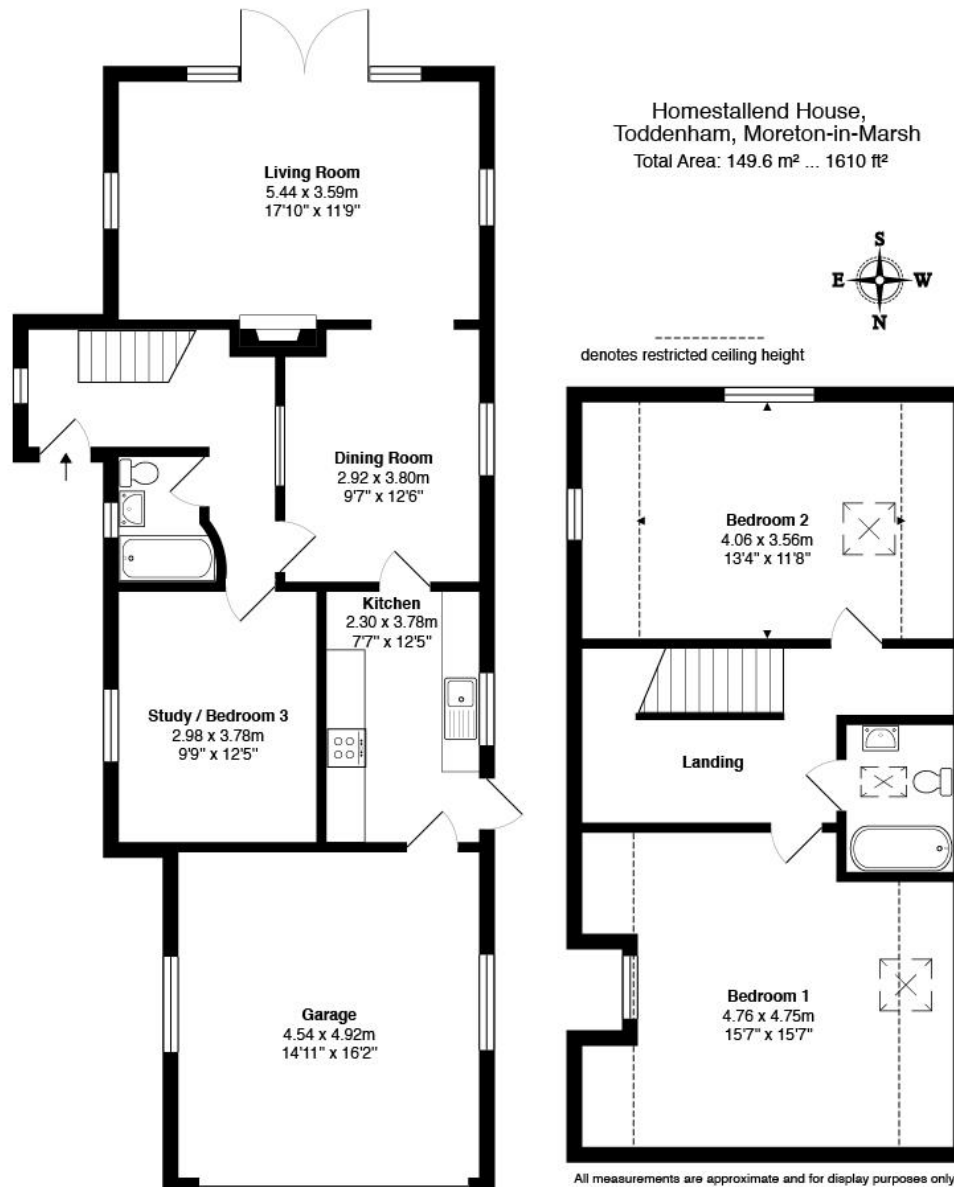 Homestallend House,
Toddenham, Moreton-in-Marsh
Total Area: 149.6 m² ... 1610 ft²
S
E W
N
denotes restricted ceiling height
Living Room
5.44 x 3.59m
17'10" x 11'9"
Dining Room
2.92 x 3.80m
9'7" x 12'6"
Kitchen
2.30 x 3.78m
7'7" x 12'5"
Study / Bedroom 3
2.98 x 3.78m
9'9" x 12'5"
Garage
4.54 x 4.92m
14'11" x 16'2"
Bedroom 2
4.06 x 3.56m
13'4" x 11'8"
Landing
Bedroom 1
4.76 x 4.75m
15'7" x 15'7"
All measurements are approximate and for display purposes only